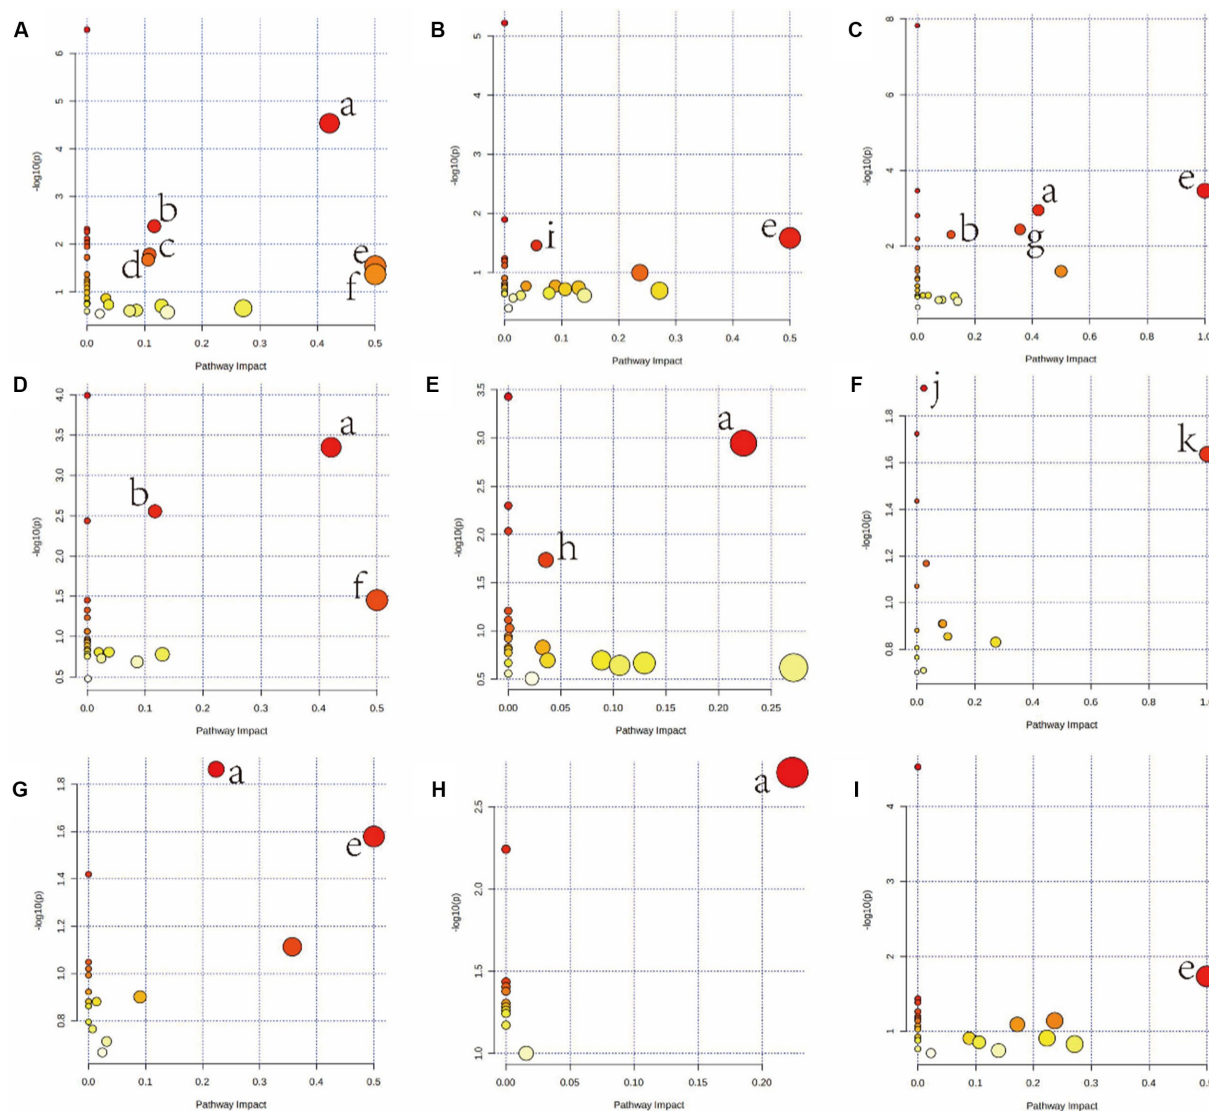 A
-log10(p)
6
5
4
3
2
1
a
b
c
d
e
f
0.0 0.1 0.2 0.3 0.4 0.5
Pathway Impact
B
-log10(p)
5
4
3
2
1
i
e
0.0 0.1 0.2 0.3 0.4 0.5
Pathway Impact
C
-log10(p)
8
6
4
2
e
a
b
g
0.0 0.2 0.4 0.6 0.8 1.0
Pathway Impact
D
-log10(p)
4.0
3.5
3.0
2.5
2.0
1.5
1.0
0.5
a
b
f
0.0 0.1 0.2 0.3 0.4 0.5
Pathway Impact
E
-log10(p)
3.5
3.0
2.5
2.0
1.5
1.0
0.5
a
h
0.00 0.05 0.10 0.15 0.20 0.25
Pathway Impact
F
-log10(p)
1.8
1.6
1.4
1.2
1.0
0.8
j
k
0.0 0.2 0.4 0.6 0.8 1.0
Pathway Impact
G
-log10(p)
1.8
1.6
1.4
1.2
1.0
0.8
a
e
0.0 0.1 0.2 0.3 0.4 0.5
Pathway Impact
H
-log10(p)
2.5
2.0
1.5
1.0
a
0.00 0.05 0.10 0.15 0.20
Pathway Impact
I
-log10(p)
4
3
2
1
e
0.0 0.1 0.2 0.3 0.4 0.5
Pathway Impact